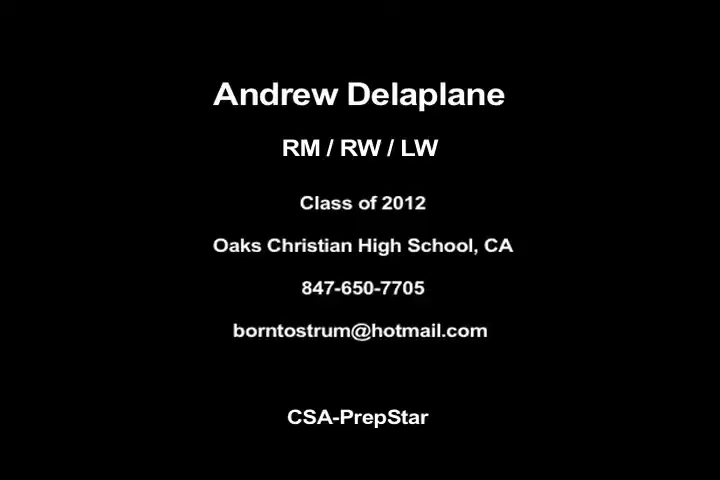 Andrew Delaplane
RM / RW / LW
Class of 2012
Oaks Christian High School, CA
847-650-7705
borntostrum@hotmail.com
CSA-PrepStar